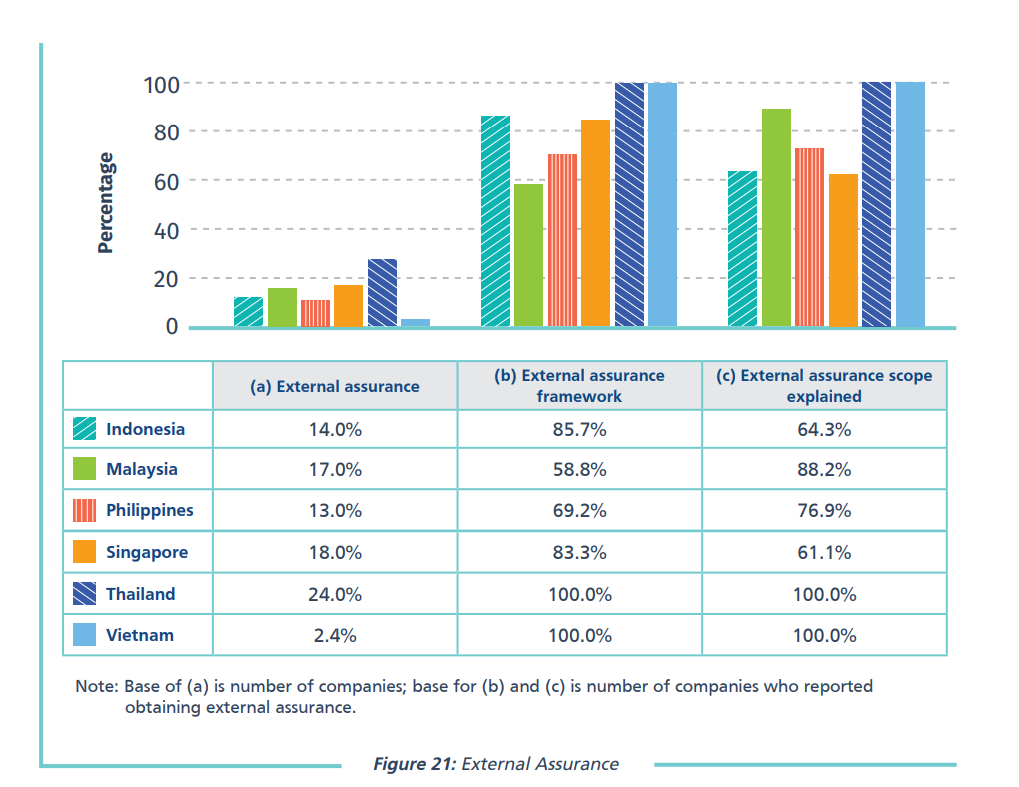 Percentage
100
80
60
40
20
0
(a) External assurance
(b) External assurance
framework
(c) External assurance scope
explained
Indonesia 14.0% 85.7% 64.3%
Malaysia 17.0% 58.8% 88.2%
Philippines 13.0% 69.2% 76.9%
Singapore 18.0% 83.3% 61.1%
Thailand 24.0% 100.0% 100.0%
Vietnam 2.4% 100.0% 100.0%
Note: Base of (a) is number of companies; base for (b) and (c) is number of companies who reported
obtaining external assurance.
Figure 21: External Assurance